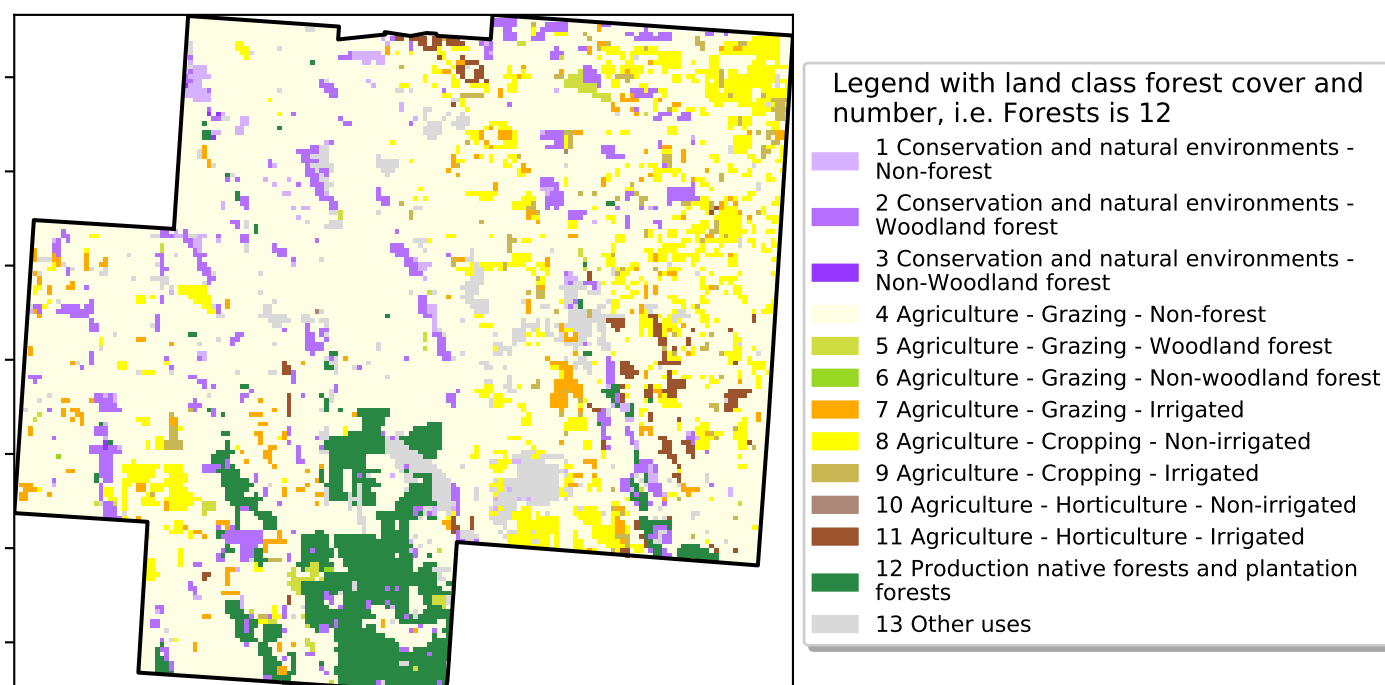 Legend with land class forest cover and
number, i.e. Forests is 12
1 Conservation and natural environments -
Non-forest
2 Conservation and natural environments -
Woodland forest
3 Conservation and natural environments -
Non-Woodland forest
4 Agriculture - Grazing - Non-forest
5 Agriculture - Grazing - Woodland forest
6 Agriculture - Grazing - Non-woodland forest
7 Agriculture - Grazing - Irrigated
8 Agriculture - Cropping - Non-irrigated
9 Agriculture - Cropping - Irrigated
10 Agriculture - Horticulture - Non-irrigated
11 Agriculture - Horticulture - Irrigated
12 Production native forests and plantation
forests
13 Other uses